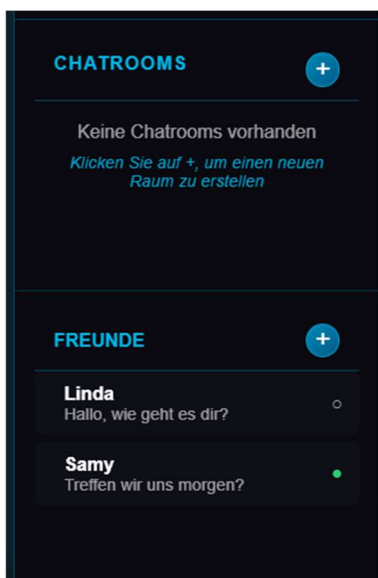 CHATROOMS
+
Keine Chatrooms vorhanden
Klicken Sie auf +, um einen neuen
Raum zu erstellen
FREUNDE
+
Linda
Hallo, wie geht es dir?
Samy
Treffen wir uns morgen?